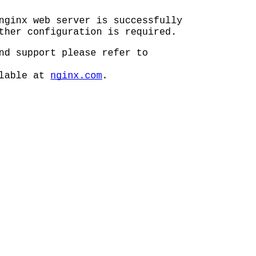 nginx web server is successfully
ther configuration is required.
nd support please refer to
lable at nginx.com.